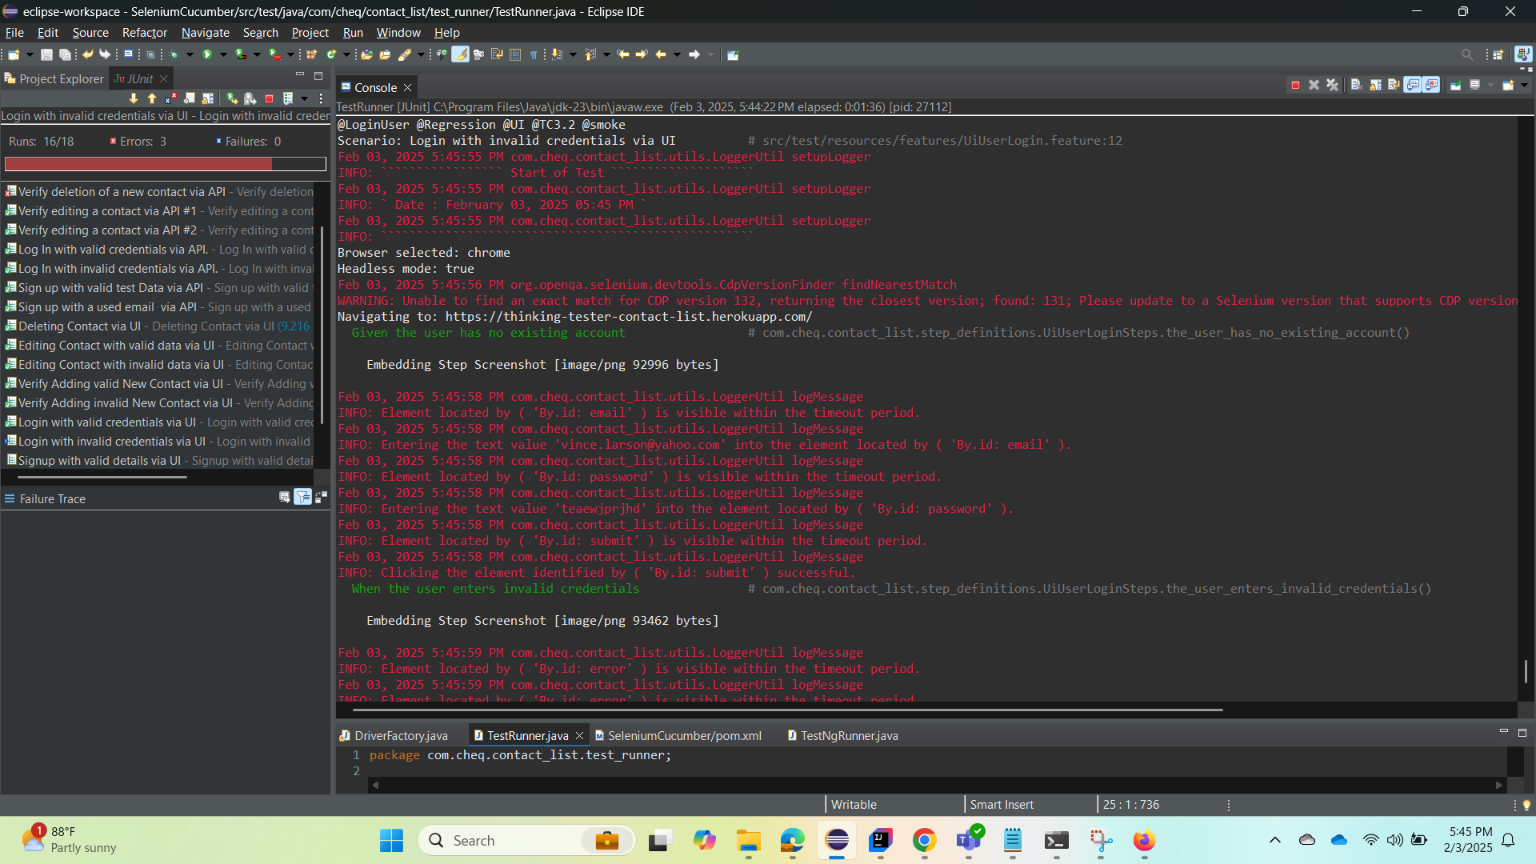 eclipse-workspace - SeleniumCucumber/src/test/java/com/cheq/contact_list/test_runner/TestRunner.java - Eclipse IDE
File Edit Source Refactor Navigate Search Project Run Window Help
Project Explorer JUnit
Login with invalid credentials via UI - Login with invalid creder
Runs: 16/18 Errors: 3 Failures: 0
Verify deletion of a new contact via API - Verify deletion
Verify editing a contact via API #1 - Verify editing a cont
Verify editing a contact via API #2 - Verify editing a cont
Log In with valid credentials via API. - Log In with valid c
Log In with invalid credentials via API. - Log In with inva
Sign up with valid test Data via API - Sign up with valid
Sign up with a used email via API - Sign up with a used
Deleting Contact via UI - Deleting Contact via UI (9.216
Editing Contact with valid data via UI - Editing Contact v
Editing Contact with invalid data via UI - Editing Contac
Verify Adding valid New Contact via UI - Verify Adding v
Verify Adding invalid New Contact via UI - Verify Adding
Login with valid credentials via UI - Login with valid cred
Login with invalid credentials via UI - Login with invalid
Signup with valid details via UI - Signup with valid detai
Failure Trace
Console
TestRunner [JUnit] C:\Program Files\Java\jdk-23\bin\javaw.exe (Feb 3, 2025, 5:44:22 PM elapsed: 0:01:36) [pid: 27112]
@LoginUser @Regression @UI @TC3.2 @smoke
Scenario: Login with invalid credentials via UI # src/test/resources/features/UiUserLogin.feature:12
Feb 03, 2025 5:45:55 PM com.cheq.contact_list.utils.LoggerUtil setupLogger
INFO: ````````````````` Start of Test ````````````````````
Feb 03, 2025 5:45:55 PM com.cheq.contact_list.utils.LoggerUtil setupLogger
INFO: ` Date : February 03, 2025 05:45 PM `
Feb 03, 2025 5:45:55 PM com.cheq.contact_list.utils.LoggerUtil setupLogger
INFO: ````````````````````````````````````````````````````
Browser selected: chrome
Headless mode: true
Feb 03, 2025 5:45:56 PM org.openqa.selenium.devtools.CdpVersionFinder findNearestMatch
WARNING: Unable to find an exact match for CDP version 132, returning the closest version; found: 131; Please update to a Selenium version that supports CDP version
Navigating to: https://thinking-tester-contact-list.herokuapp.com/
Given the user has no existing account # com.cheq.contact_list.step_definitions.UiUserLoginSteps.the_user_has_no_existing_account()
Embedding Step Screenshot [image/png 92996 bytes]
Feb 03, 2025 5:45:58 PM com.cheq.contact_list.utils.LoggerUtil logMessage
INFO: Element located by ( 'By.id: email' ) is visible within the timeout period.
Feb 03, 2025 5:45:58 PM com.cheq.contact_list.utils.LoggerUtil logMessage
INFO: Entering the text value 'vince.larson@yahoo.com' into the element located by ( 'By.id: email' ).
Feb 03, 2025 5:45:58 PM com.cheq.contact_list.utils.LoggerUtil logMessage
INFO: Element located by ( 'By.id: password' ) is visible within the timeout period.
Feb 03, 2025 5:45:58 PM com.cheq.contact_list.utils.LoggerUtil logMessage
INFO: Entering the text value 'teaewjprjhd' into the element located by ( 'By.id: password' ).
Feb 03, 2025 5:45:58 PM com.cheq.contact_list.utils.LoggerUtil logMessage
INFO: Element located by ( 'By.id: submit' ) is visible within the timeout period.
Feb 03, 2025 5:45:58 PM com.cheq.contact_list.utils.LoggerUtil logMessage
INFO: Clicking the element identified by ( 'By.id: submit' ) successful.
When the user enters invalid credentials # com.cheq.contact_list.step_definitions.UiUserLoginSteps.the_user_enters_invalid_credentials()
Embedding Step Screenshot [image/png 93462 bytes]
Feb 03, 2025 5:45:59 PM com.cheq.contact_list.utils.LoggerUtil logMessage
INFO: Element located by ( 'By.id: error' ) is visible within the timeout period.
Feb 03, 2025 5:45:59 PM com.cheq.contact_list.utils.LoggerUtil logMessage
INFO: Element located by ( 'By.id: error' ) is visible within the timeout period.
DriverFactory.java TestRunner.java SeleniumCucumber/pom.xml TestNgRunner.java
1 package com.cheq.contact_list.test_runner;
2
Writable Smart Insert 25 : 1 : 736
1 88°F
Partly sunny
Search
5:45 PM
2/3/2025